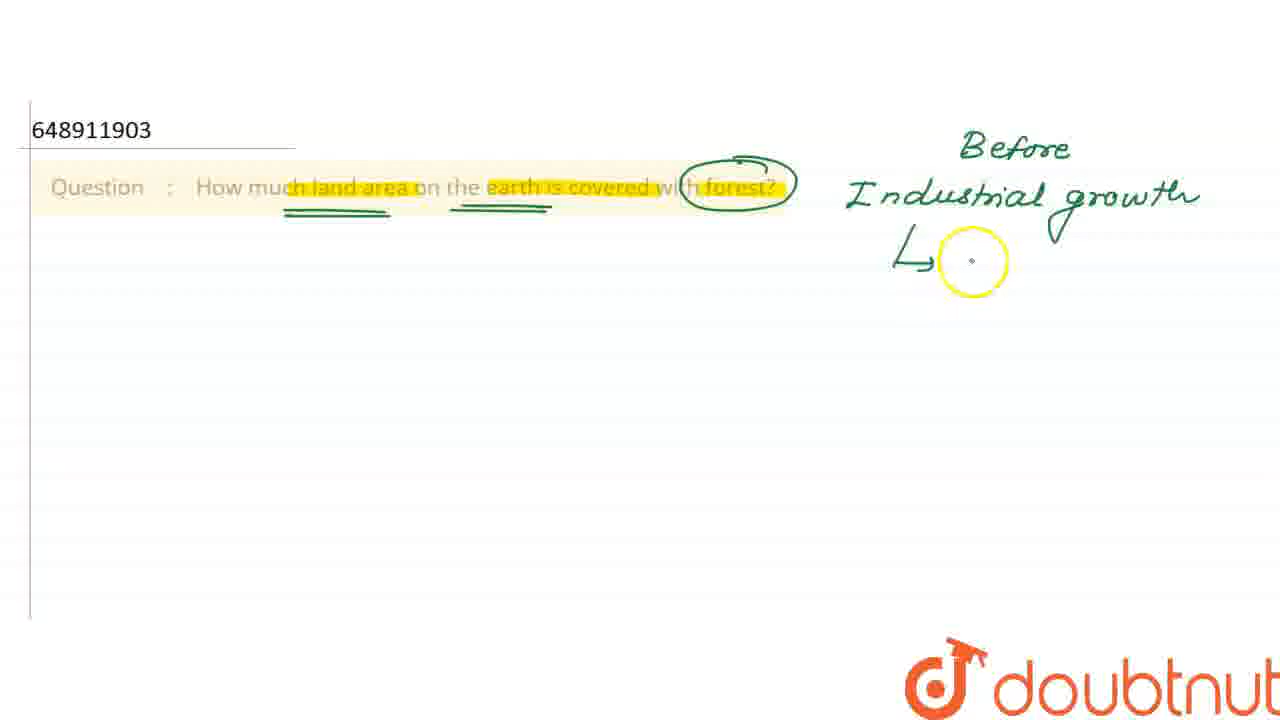 648911903
Question : How much land area on the earth is covered with forest?
Before
Industrial growth
doubtnut